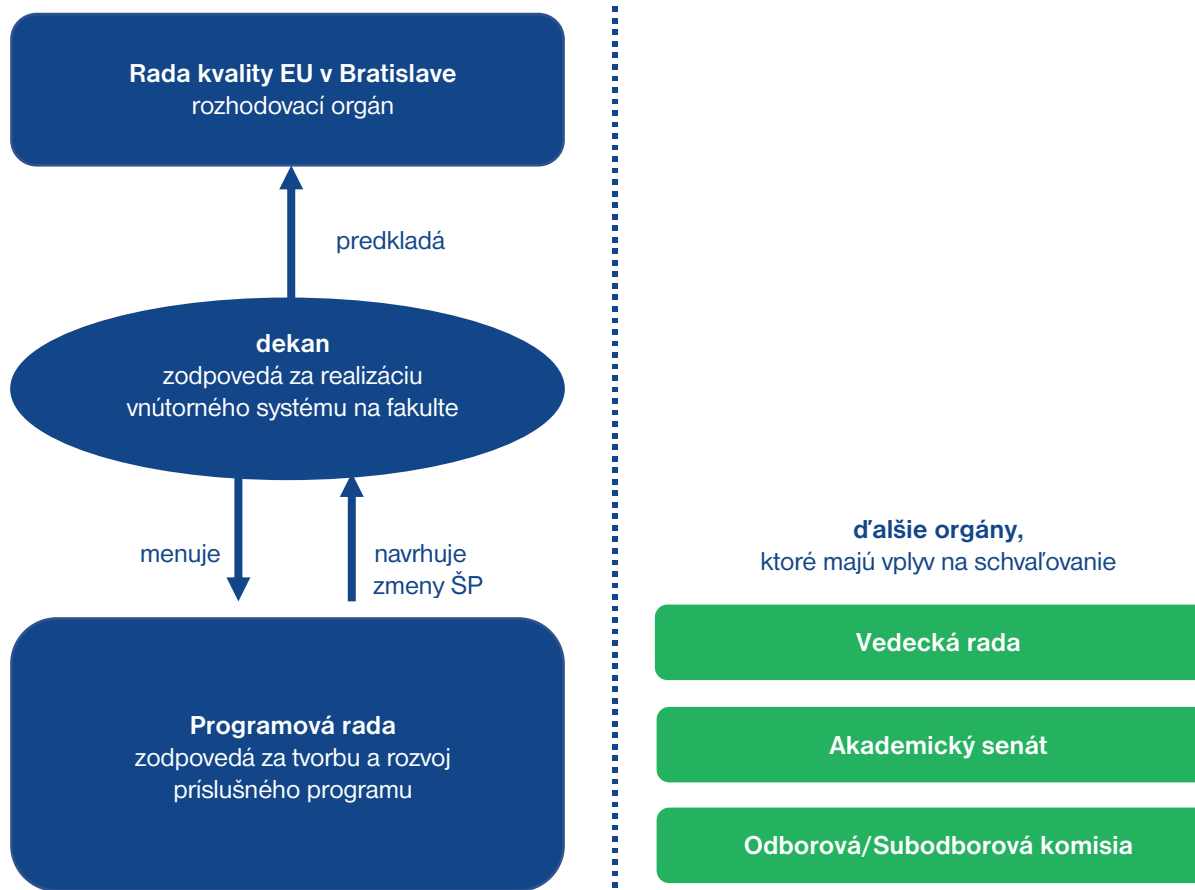 Rada kvality EU v Bratislave
rozhodovací orgán
predkladá
dekan
zodpovedá za realizáciu
vnútorného systému na fakulte
menuje
navrhuje
zmeny ŠP
Programová rada
zodpovedá za tvorbu a rozvoj
príslušného programu
ďalšie orgány,
ktoré majú vplyv na schvaľovanie
Vedecká rada
Akademický senát
Odborová/Subodborová komisia